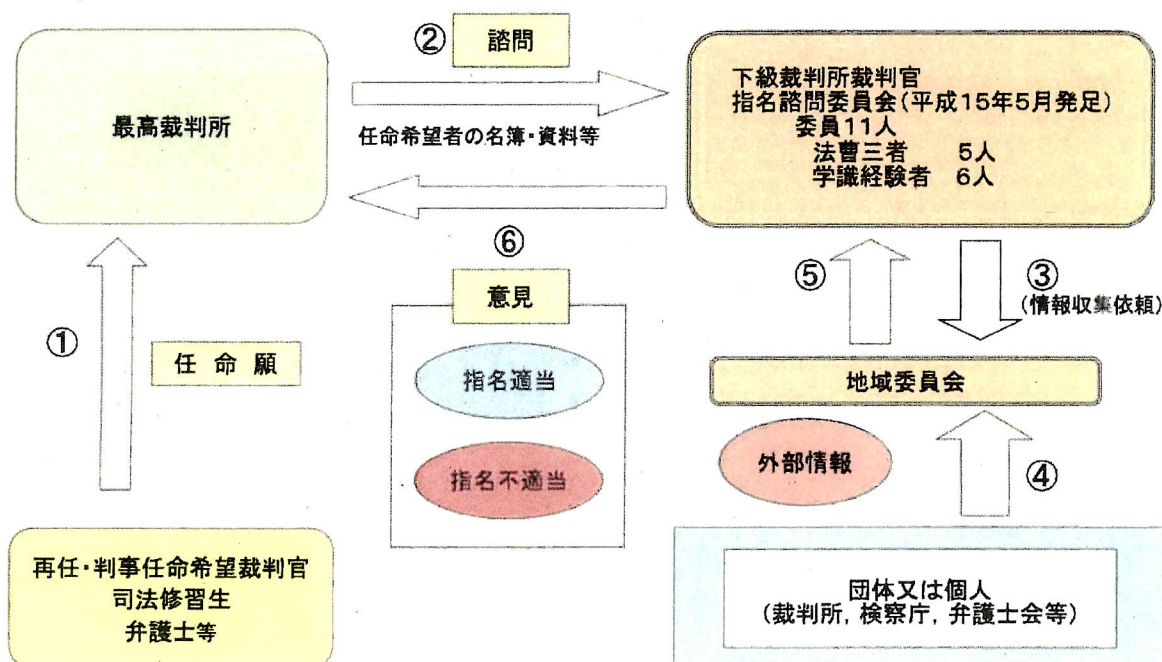 ② 諮問
最高裁判所
任命希望者の名簿・資料等
下級裁判所裁判官
指名諮問委員会(平成15年5月発足)
委員11人
法曹三者 5人
学識経験者 6人
⑥
意見
指名適当
指名不適当
①
任 命 願
⑤
③
(情報収集依頼)
地域委員会
外部情報
④
再任・判事任命希望裁判官
司法修習生
弁護士等
団体又は個人
(裁判所, 検察庁, 弁護士会等)